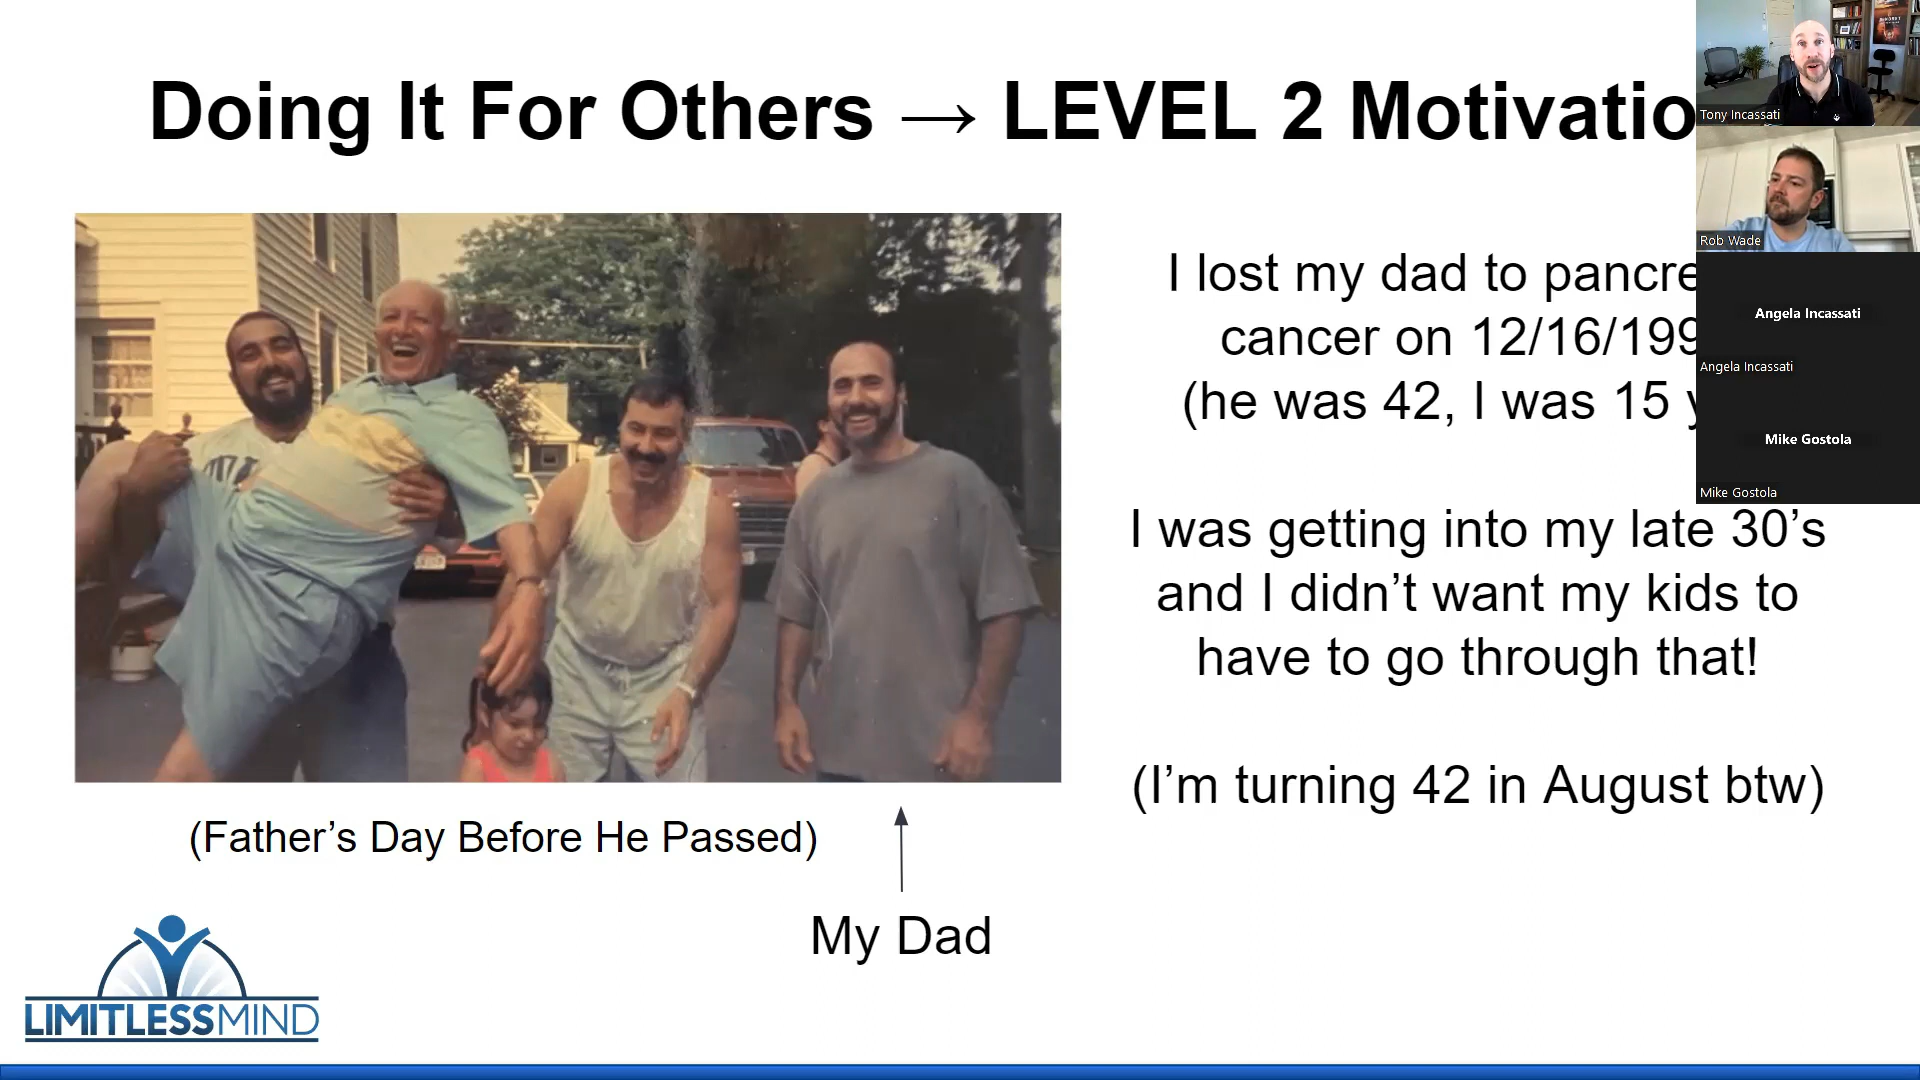 Doing It For Others → LEVEL 2 Motivatio
I lost my dad to pancre
cancer on 12/16/199
(he was 42, I was 15 y
I was getting into my late 30’s
and I didn’t want my kids to
have to go through that!
(I’m turning 42 in August btw)
(Father’s Day Before He Passed)
My Dad
LIMITLESSMIND
Tony Incassati
Rob Wade
Angela Incassati
Angela Incassati
Mike Gostola
Mike Gostola